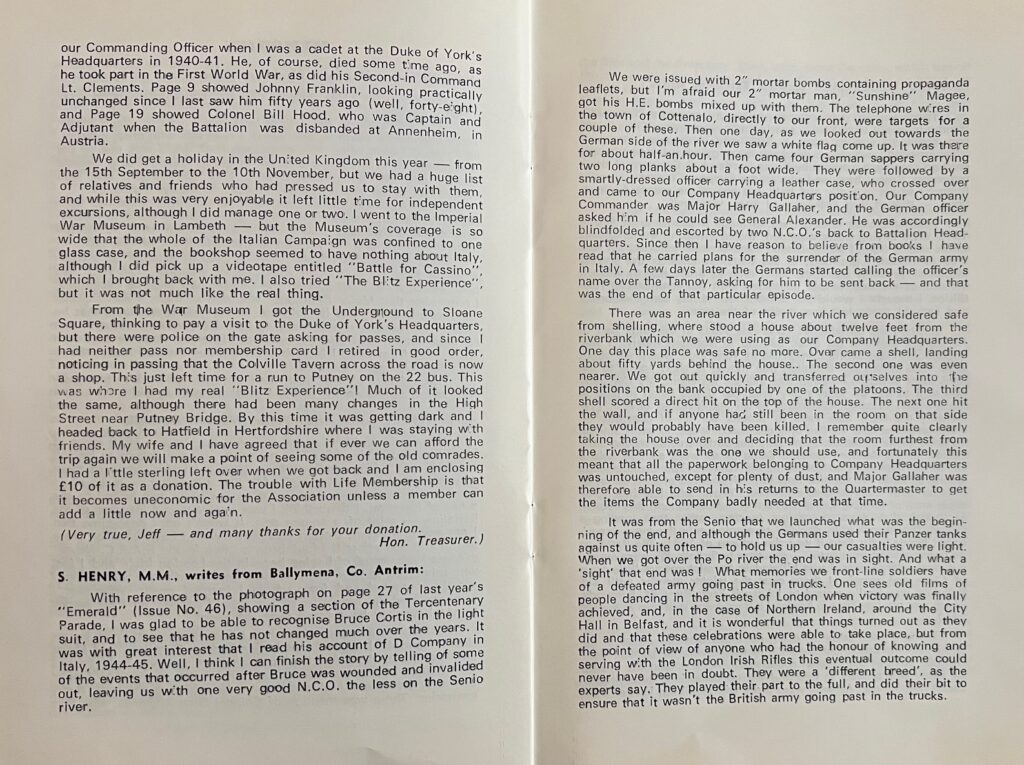 our Commanding Officer when I was a cadet at the Duke of York's
Headquarters in 1940-41. He, of course, died some time ago, as
he took part in the First World War, as did his Second-in Command
Lt. Clements. Page 9 showed Johnny Franklin, looking practically
unchanged since I last saw him fifty years ago (well, forty-eight),
and Page 19 showed Colonel Bill Hood. who was Captain and
Adjutant when the Battalion was disbanded at Annenheim, in
Austria.
We did get a holiday in the United Kingdom this year — from
the 15th September to the 10th November, but we had a huge list
of relatives and friends who had pressed us to stay with them,
and while this was very enjoyable it left little time for independent
excursions, although I did manage one or two. I went to the Imperial
War Museum in Lambeth — but the Museum's coverage is so
wide that the whole of the Italian Campaign was confined to one
glass case, and the bookshop seemed to have nothing about Italy,
although I did pick up a videotape entitled "Battle for Cassino",
which I brought back with me. I also tried "The Blitz Experience",
but it was not much like the real thing.
From the War Museum I got the Underground to Sloane
Square, thinking to pay a visit to the Duke of York's Headquarters,
but there were police on the gate asking for passes, and since I
had neither pass nor membership card I retired in good order,
noticing in passing that the Colville Tavern across the road is now
a shop. This just left time for a run to Putney on the 22 bus. This
was where I had my real "Blitz Experience"! Much of it looked
the same, although there had been many changes in the High
Street near Putney Bridge. By this time it was getting dark and I
headed back to Hatfield in Hertfordshire where I was staying with
friends. My wife and I have agreed that if ever we can afford the
trip again we will make a point of seeing some of the old comrades.
I had a little sterling left over when we got back and I am enclosing
£10 of it as a donation. The trouble with Life Membership is that
it becomes uneconomic for the Association unless a member can
add a little now and again.
(Very true, Jeff — and many thanks for your donation.
Hon. Treasurer.)
S. HENRY, M.M., writes from Ballymena, Co. Antrim:
With reference to the photograph on page 27 of last year's
"Emerald" (Issue No. 46), showing a section of the Tercentenary
Parade, I was glad to be able to recognise Bruce Cortis in the light
suit, and to see that he has not changed much over the years. It
was with great interest that I read his account of D Company in
Italy, 1944-45. Well, I think I can finish the story by telling of some
of the events that occurred after Bruce was wounded and invalided
out, leaving us with one very good N.C.O. the less on the Senio
river.
We were issued with 2" mortar bombs containing propaganda
leaflets, but I'm afraid our 2" mortar man, "Sunshine" Magee,
got his H.E. bombs mixed up with them. The telephone wires in
the town of Cottenalo, directly to our front, were targets for a
couple of these. Then one day, as we looked out towards the
German side of the river we saw a white flag come up. It was there
for about half-an.hour. Then came four German sappers carrying
two long planks about a foot wide. They were followed by a
smartly-dressed officer carrying a leather case, who crossed over
and came to our Company Headquarters position. Our Company
Commander was Major Harry Gallaher, and the German officer
asked him if he could see General Alexander. He was accordingly
blindfolded and escorted by two N.C.O.'s back to Battalion Head-
quarters. Since then I have reason to believe from books I have
read that he carried plans for the surrender of the German army
in Italy. A few days later the Germans started calling the officer's
name over the Tannoy, asking for him to be sent back — and that
was the end of that particular episode.
There was an area near the river which we considered safe
from shelling, where stood a house about twelve feet from the
riverbank which we were using as our Company Headquarters.
One day this place was safe no more. Over came a shell, landing
about fifty yards behind the house.. The second one was even
nearer. We got out quickly and transferred ourselves into the
positions on the bank occupied by one of the platoons. The third
shell scored a direct hit on the top of the house. The next one hit
the wall, and if anyone had still been in the room on that side
they would probably have been killed. I remember quite clearly
taking the house over and deciding that the room furthest from
the riverbank was the one we should use, and fortunately this
meant that all the paperwork belonging to Company Headquarters
was untouched, except for plenty of dust, and Major Gallaher was
therefore able to send in his returns to the Quartermaster to get
the items the Company badly needed at that time.
It was from the Senio that we launched what was the begin-
ning of the end, and although the Germans used their Panzer tanks
against us quite often — to hold us up — our casualties were light.
When we got over the Po river the end was in sight. And what a
'sight' that end was! What memories we front-line soldiers have
of a defeated army going past in trucks. One sees old films of
people dancing in the streets of London when victory was finally
achieved, and, in the case of Northern Ireland, around the City
Hall in Belfast, and it is wonderful that things turned out as they
did and that these celebrations were able to take place, but from
the point of view of anyone who had the honour of knowing and
serving with the London Irish Rifles this eventual outcome could
never have been in doubt. They were a 'different breed', as the
experts say. They played their part to the full, and did their bit to
ensure that it wasn't the British army going past in the trucks.